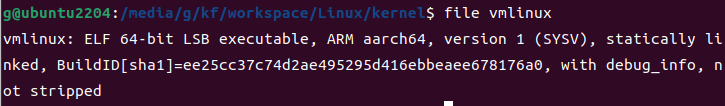 g@ubuntu2204:/media/g/kf/workspace/Linux/kernel$ file vmlinux
vmlinux: ELF 64-bit LSB executable, ARM aarch64, version 1 (SYSV), statically li
nked, BuildID[sha1]=ee25cc37c74d2ae495295d416ebbeaee678176a0, with debug_info, n
ot stripped